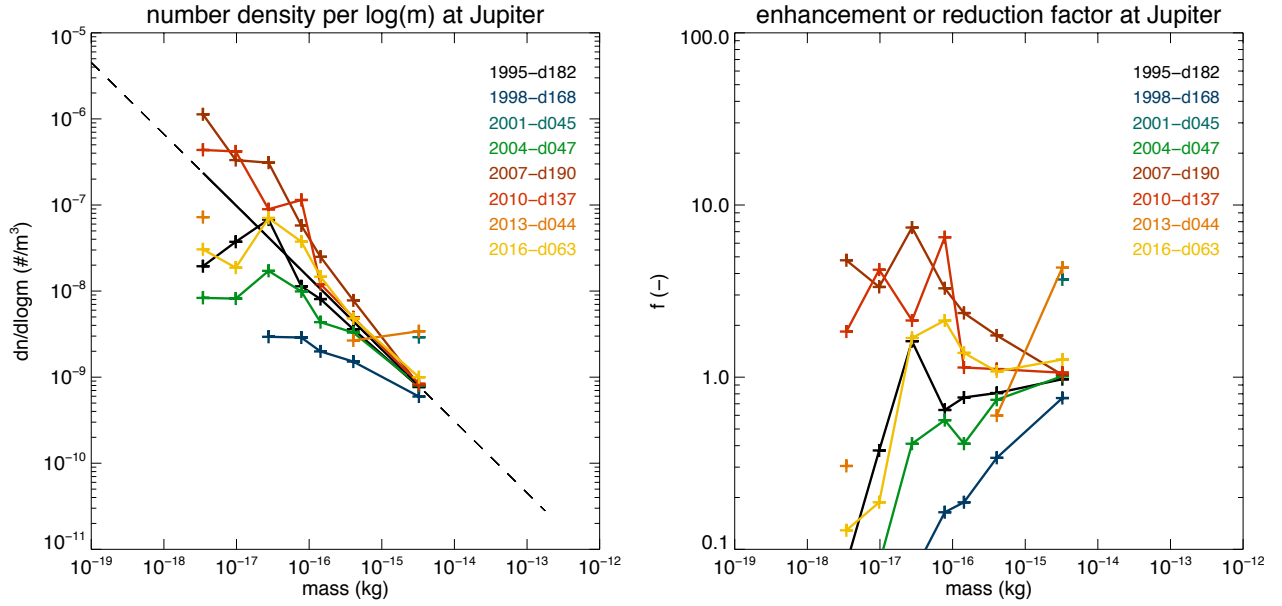 number density per log(m) at Jupiter
10⁻⁵
10⁻⁶
10⁻⁷
10⁻⁸
10⁻⁹
10⁻¹⁰
10⁻¹¹
dn/dlogm (#/m³)
1995−d182
1998−d168
2001−d045
2004−d047
2007−d190
2010−d137
2013−d044
2016−d063
10⁻¹⁹ 10⁻¹⁸ 10⁻¹⁷ 10⁻¹⁶ 10⁻¹⁵ 10⁻¹⁴ 10⁻¹³ 10⁻¹²
mass (kg)
enhancement or reduction factor at Jupiter
100.0
10.0
1.0
0.1
f (−)
1995−d182
1998−d168
2001−d045
2004−d047
2007−d190
2010−d137
2013−d044
2016−d063
10⁻¹⁹ 10⁻¹⁸ 10⁻¹⁷ 10⁻¹⁶ 10⁻¹⁵ 10⁻¹⁴ 10⁻¹³ 10⁻¹²
mass (kg)